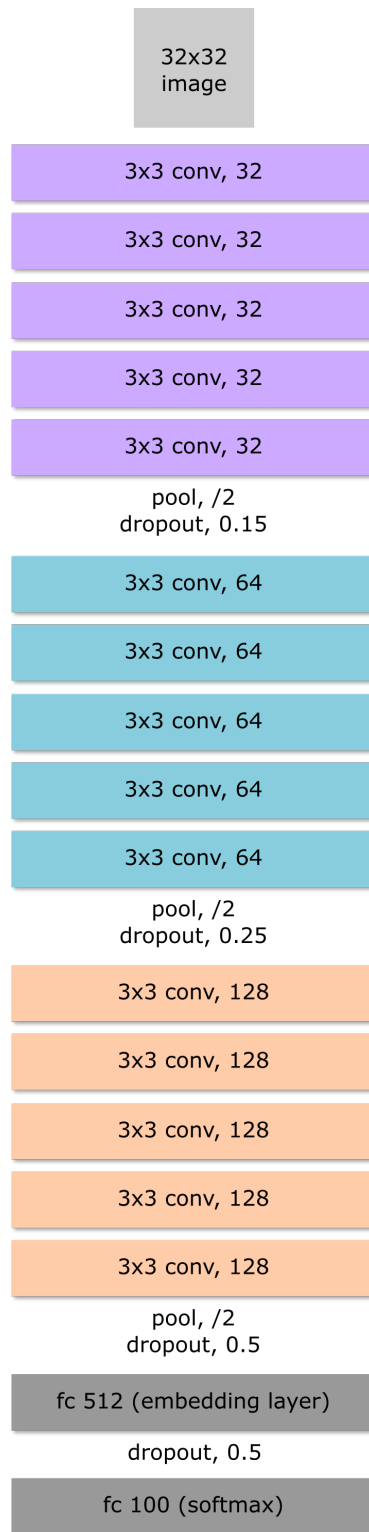 32x32
image
3x3 conv, 32
3x3 conv, 32
3x3 conv, 32
3x3 conv, 32
3x3 conv, 32
pool, /2
dropout, 0.15
3x3 conv, 64
3x3 conv, 64
3x3 conv, 64
3x3 conv, 64
3x3 conv, 64
pool, /2
dropout, 0.25
3x3 conv, 128
3x3 conv, 128
3x3 conv, 128
3x3 conv, 128
3x3 conv, 128
pool, /2
dropout, 0.5
fc 512 (embedding layer)
dropout, 0.5
fc 100 (softmax)